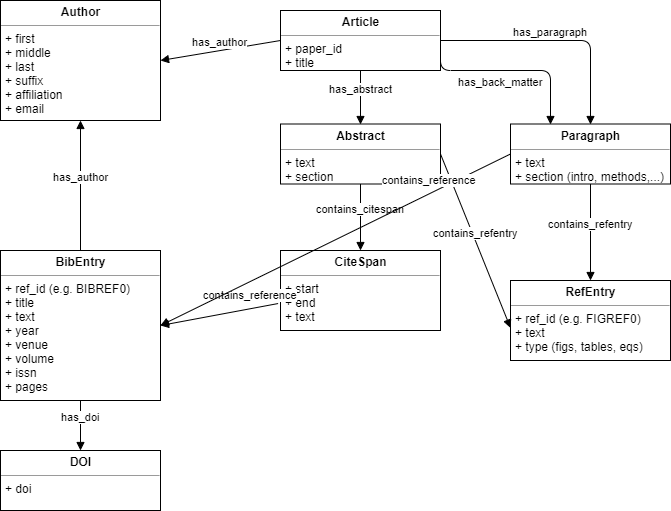 Author
+ first
+ middle
+ last
+ suffix
+ affiliation
+ email
has_author
Article
+ paper_id
+ title
has_paragraph
has_back_matter
has_abstract
Abstract
+ text
+ section
Paragraph
+ text
+ section (intro, methods,...)
has_author
contains_reference
contains_citespan
contains_refentry
contains_refentry
BibEntry
+ ref_id (e.g. BIBREF0)
+ title
+ text
+ year
+ venue
+ volume
+ issn
+ pages
contains_reference
CiteSpan
+ start
+ end
+ text
RefEntry
+ ref_id (e.g. FIGREF0)
+ text
+ type (figs, tables, eqs)
has_doi
DOI
+ doi